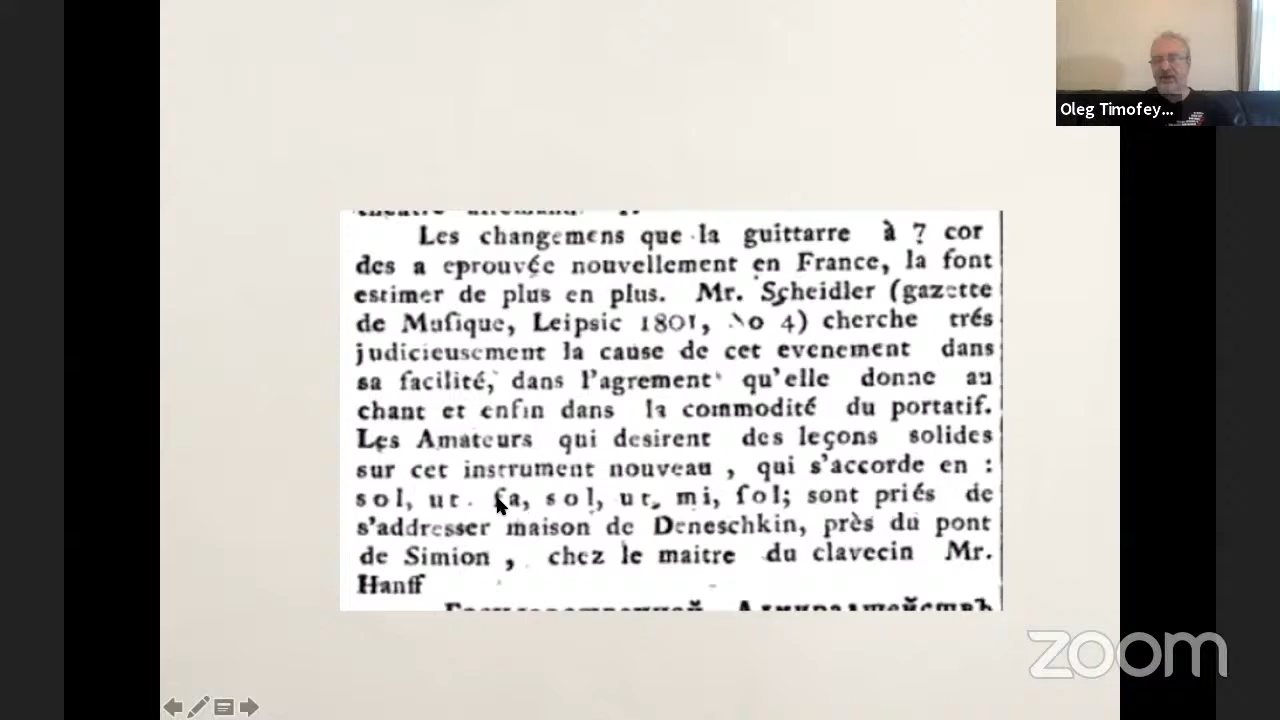 Oleg Timofey...
Les changemens que la guittarre à 7 cor
des a eprouvée nouvellement en France, la font
estimer de plus en plus. Mr. Scheidler (gazette
de Muſique, Leipsic 1801, No 4) cherche trés
judicieusement la cause de cet evenement dans
sa facilité, dans l'agrement qu'elle donne au
chant et enfin dans la commodité du portatif.
Les Amateurs qui desirent des leçons solides
sur cet instrument nouveau, qui s'accorde en :
sol, ut. fa, sol, ut, mi, ſol; sont priés de
s'addresser maison de Deneschkin, près du pont
de Simion, chez le maitre du clavecin Mr.
Hanff
zoom